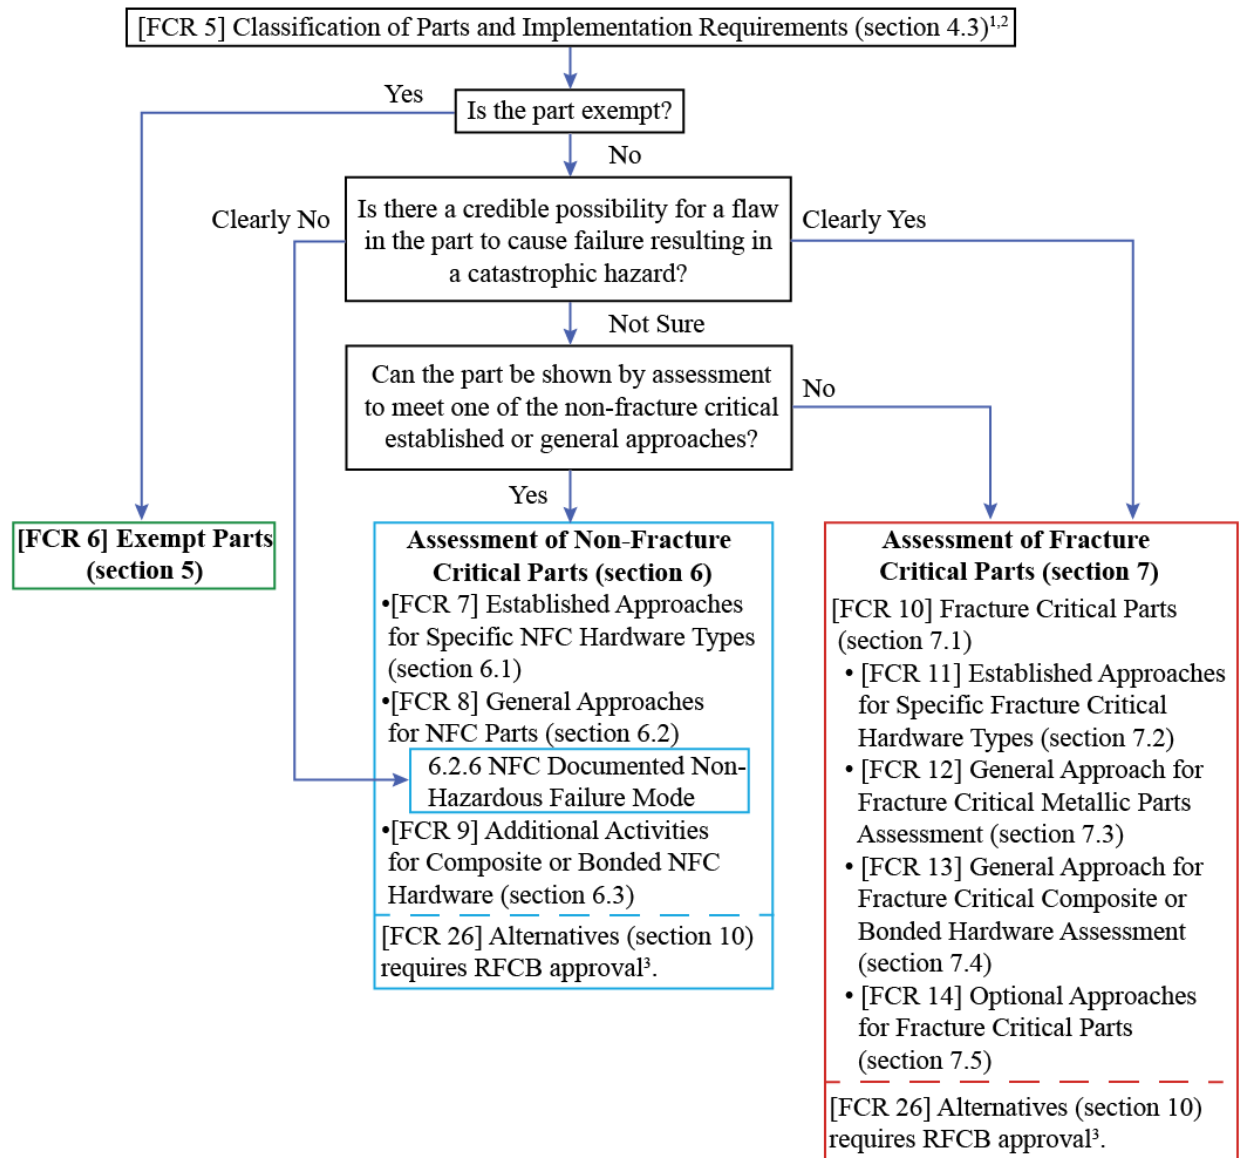 [FCR 5] Classification of Parts and Implementation Requirements (section 4.3)¹,²
Yes
Is the part exempt?
No
Clearly No
Is there a credible possibility for a flaw
in the part to cause failure resulting in
a catastrophic hazard?
Clearly Yes
Not Sure
Can the part be shown by assessment
to meet one of the non-fracture critical
established or general approaches?
No
Yes
[FCR 6] Exempt Parts
(section 5)
Assessment of Non-Fracture
Critical Parts (section 6)
•[FCR 7] Established Approaches
for Specific NFC Hardware Types
(section 6.1)
•[FCR 8] General Approaches
for NFC Parts (section 6.2)
6.2.6 NFC Documented Non-
Hazardous Failure Mode
•[FCR 9] Additional Activities
for Composite or Bonded NFC
Hardware (section 6.3)
[FCR 26] Alternatives (section 10)
requires RFCB approval³.
Assessment of Fracture
Critical Parts (section 7)
[FCR 10] Fracture Critical Parts
(section 7.1)
• [FCR 11] Established Approaches
for Specific Fracture Critical
Hardware Types (section 7.2)
• [FCR 12] General Approach for
Fracture Critical Metallic Parts
Assessment (section 7.3)
• [FCR 13] General Approach for
Fracture Critical Composite or
Bonded Hardware Assessment
(section 7.4)
• [FCR 14] Optional Approaches
for Fracture Critical Parts
(section 7.5)
[FCR 26] Alternatives (section 10)
requires RFCB approval³.